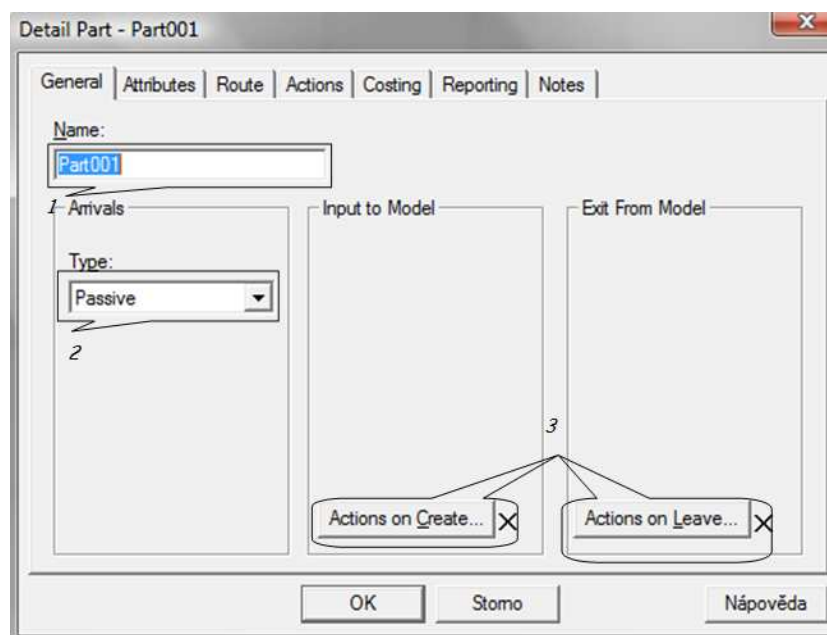 Detail Part - Part001
General Attributes Route Actions Costing Reporting Notes
Name:
Part001
1 Arrivals Input to Model Exit From Model
Type:
Passive
2
3
Actions on Create... X Actions on Leave... X
OK Storno Nápověda